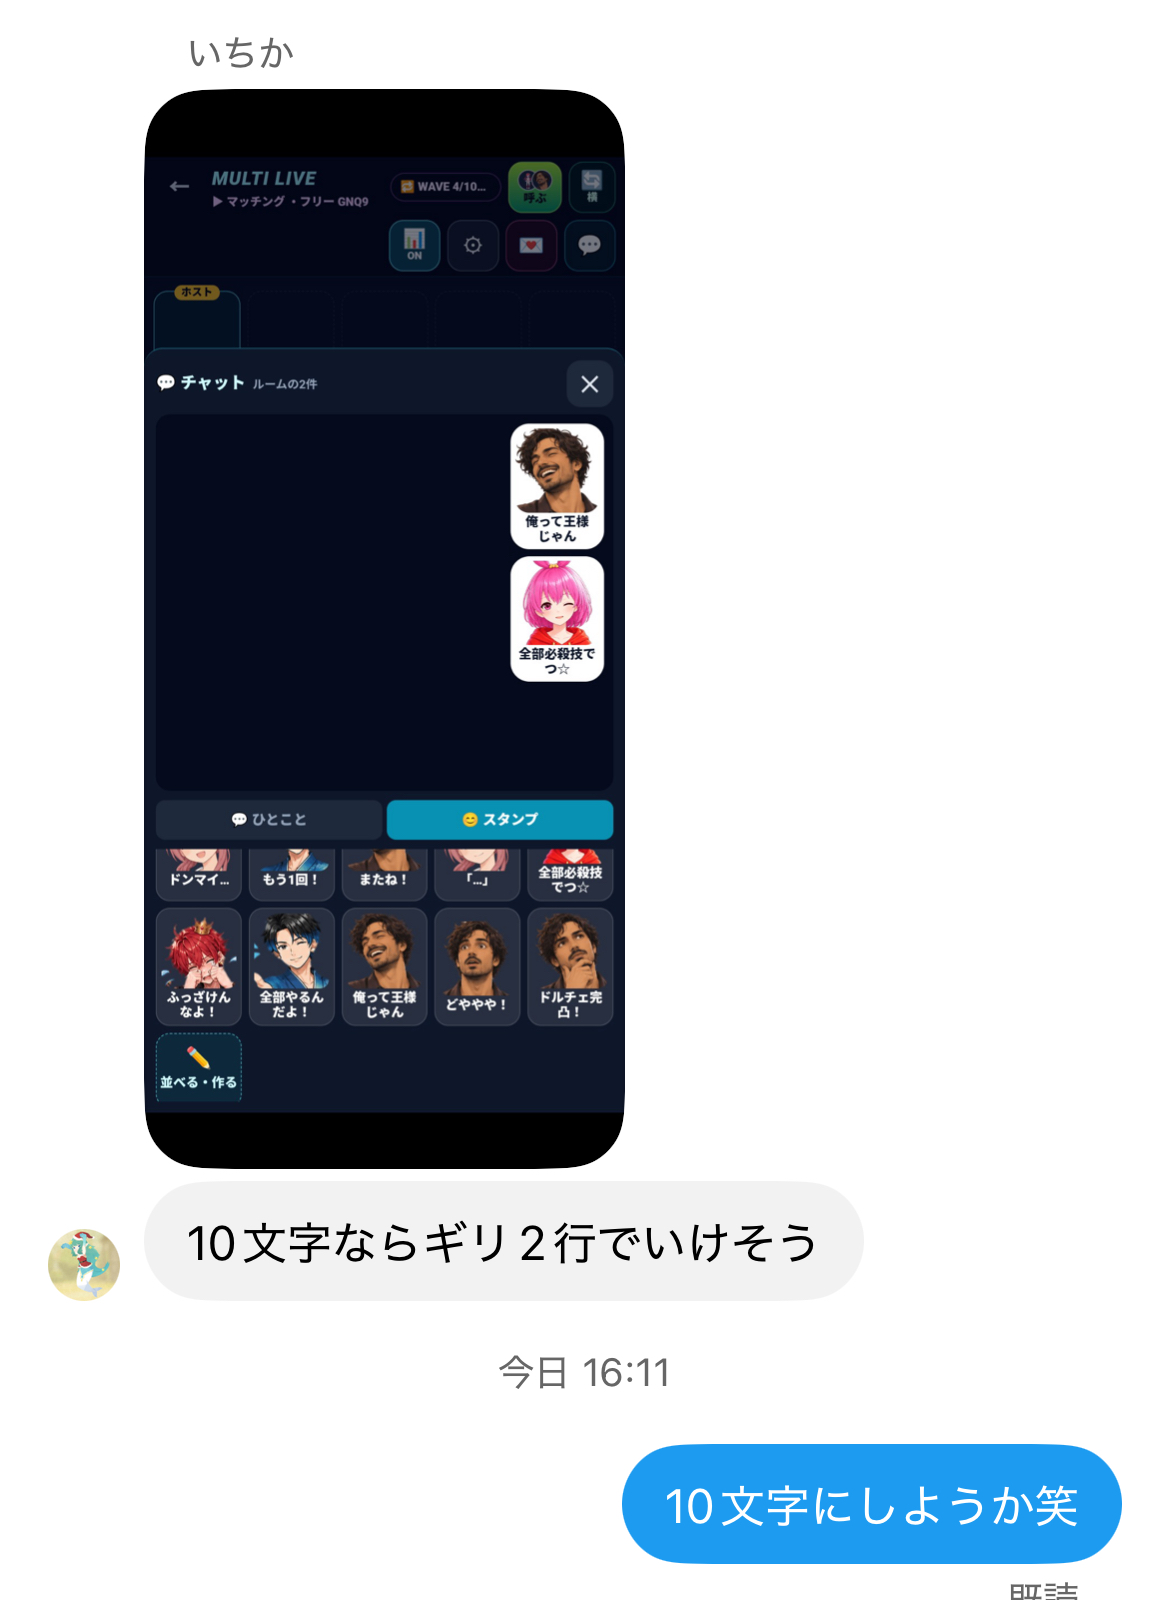 いちか
MULTI LIVE
▶ マッチング・フリー GNQ9
WAVE 4/10...
呼ぶ
横
ON
ホスト
チャット ルームの2件
俺って王様
じゃん
全部必殺技で
つ☆
ひとこと
スタンプ
ドンマイ...
もう1回！
またね！
「...」
全部必殺技
でつ☆
ふっざけん
なよ！
全部やるん
だよ！
俺って王様
じゃん
どややや！
ドルチェ完
凸！
並べる・作る
10文字ならギリ2行でいけそう
今日 16:11
10文字にしようか笑
既読